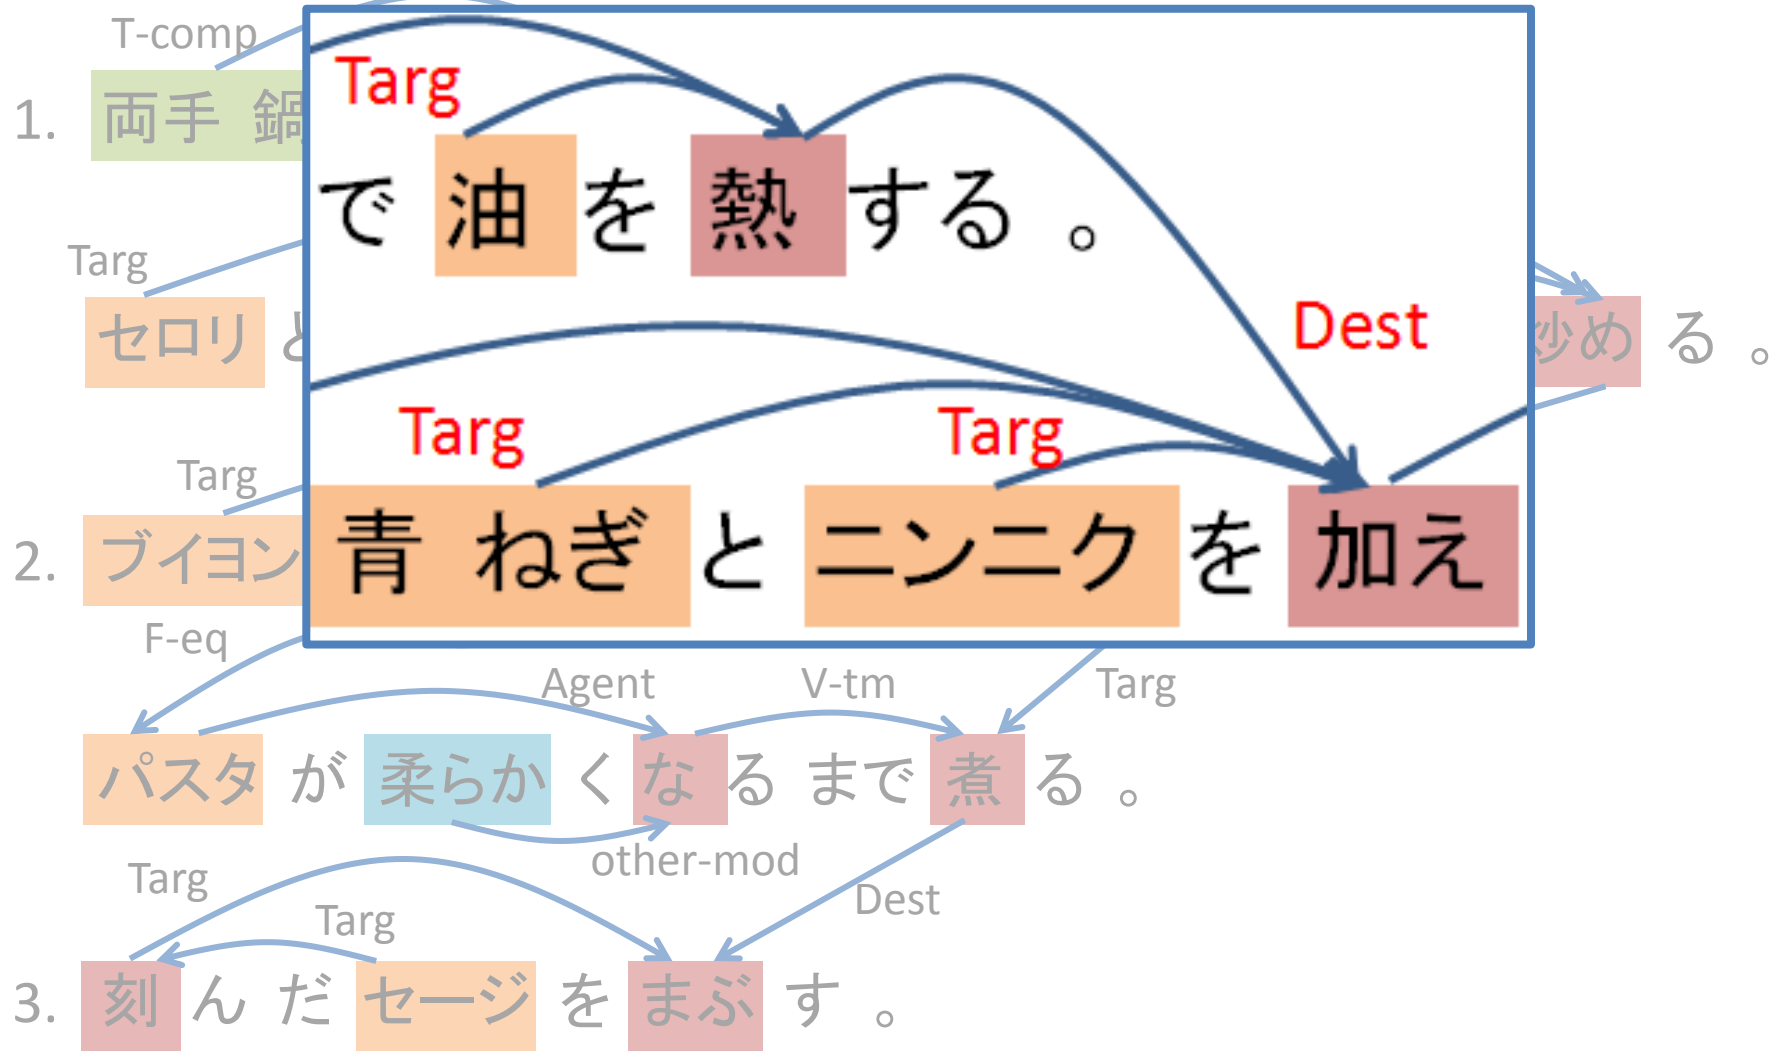 T-comp
Targ
1. 両手 鍋 で 油 を 熱 する 。
Targ
Dest
セロリ と
炒め る 。
Targ
Targ
Targ
2. ブイヨン 青 ねぎ と ニンニク を 加え
F-eq
Agent
V-tm
Targ
パスタ が 柔らか く な る まで 煮 る 。
other-mod
Targ
Dest
Targ
3. 刻 ん だ セージ を まぶ す 。